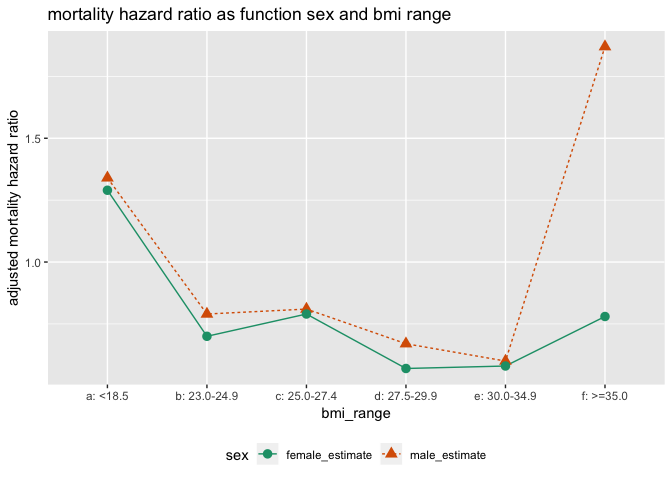 mortality hazard ratio as function sex and bmi range
adjusted mortality hazard ratio
1.5
1.0
a: <18.5 b: 23.0-24.9 c: 25.0-27.4 d: 27.5-29.9 e: 30.0-34.9 f: >=35.0
bmi_range
sex female_estimate male_estimate